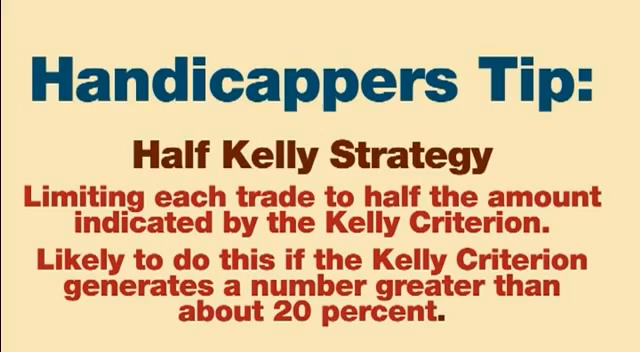 Handicappers Tip:
Half Kelly Strategy
Limiting each trade to half the amount
indicated by the Kelly Criterion.
Likely to do this if the Kelly Criterion
generates a number greater than
about 20 percent.